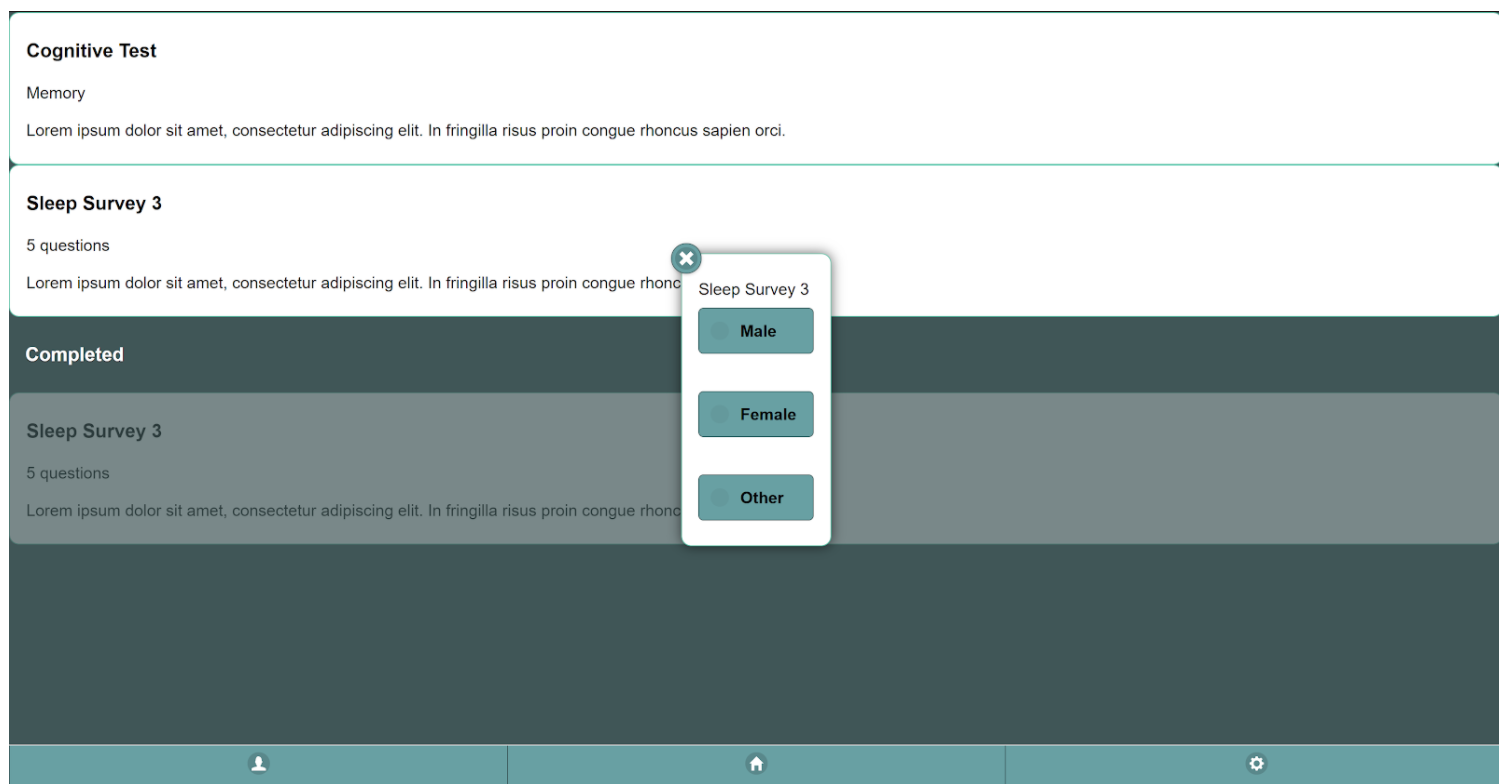 Cognitive Test
Memory
Lorem ipsum dolor sit amet, consectetur adipiscing elit. In fringilla risus proin congue rhoncus sapien orci.
Sleep Survey 3
5 questions
Lorem ipsum dolor sit amet, consectetur adipiscing elit. In fringilla risus proin congue
Completed
Sleep Survey 3
5 questions
Lorem ipsum dolor sit amet, consectetur adipiscing elit. In fringilla risus proin congue
Sleep Survey 3
Male
Female
Other